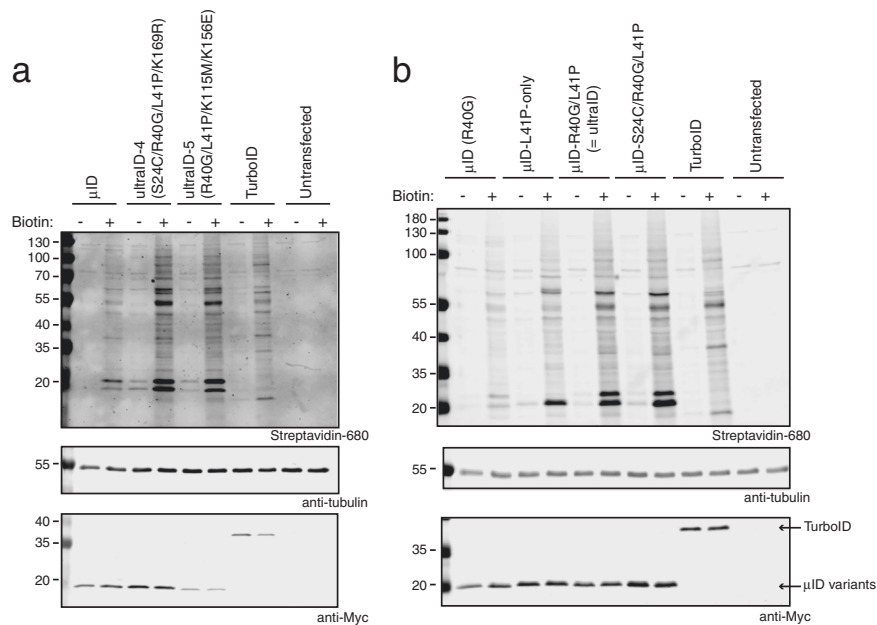 a
µID
ultraID-4
(S24C/R40G/L41P/K169R)
ultraID-5
(R40G/L41P/K115M/K156E)
TurboID
Untransfected
Biotin: - + - + - + - + - +
130
100
70
55
40
35
20
Streptavidin-680
55
anti-tubulin
40
35
20
anti-Myc
b
µID (R40G)
µID-L41P-only
µID-R40G/L41P
(= ultraID)
µID-S24C/R40G/L41P
TurboID
Untransfected
Biotin: - + - + - + - + - + - +
180
130
100
55
40
35
20
Streptavidin-680
55
anti-tubulin
35
20
TurboID
µID variants
anti-Myc